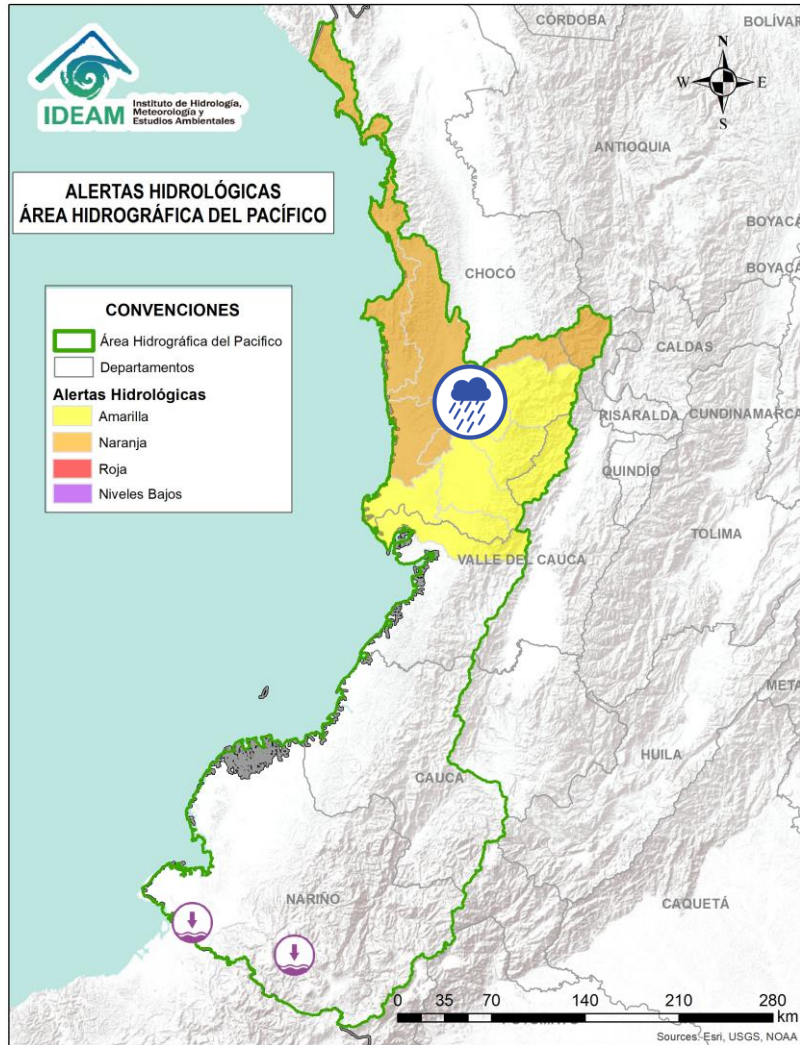 IDEAM
Instituto de Hidrología,
Meteorología y
Estudios Ambientales
ALERTAS HIDROLÓGICAS
ÁREA HIDROGRÁFICA DEL PACÍFICO
CONVENCIONES
Área Hidrográfica del Pacifico
Departamentos
Alertas Hidrológicas
Amarilla
Naranja
Roja
Niveles Bajos
N
W
E
S
CÓRDOBA
BOLÍVAR
ANTIOQUIA
BOYACÁ
BOYACÁ
CHOCÓ
CALDAS
RISARALDA
CUNDINAMARCA
QUINDÍO
TOLIMA
VALLE DEL CAUCA
META
HUILA
CAUCA
NARIÑO
CAQUETÁ
0 35 70 140 210 280
km
Sources: Esri, USGS, NOAA